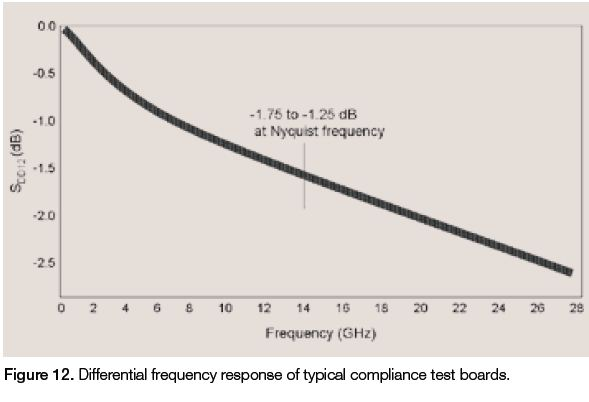 0.0
-0.5
-1.0
-1.5
-2.0
-2.5
(dB)
-1.75 to -1.25 dB
at Nyquist frequency
0 2 4 6 8 10 12 14 16 18 20 22 24 26 28
Frequency (GHz)
Figure 12. Differential frequency response of typical compliance test boards.